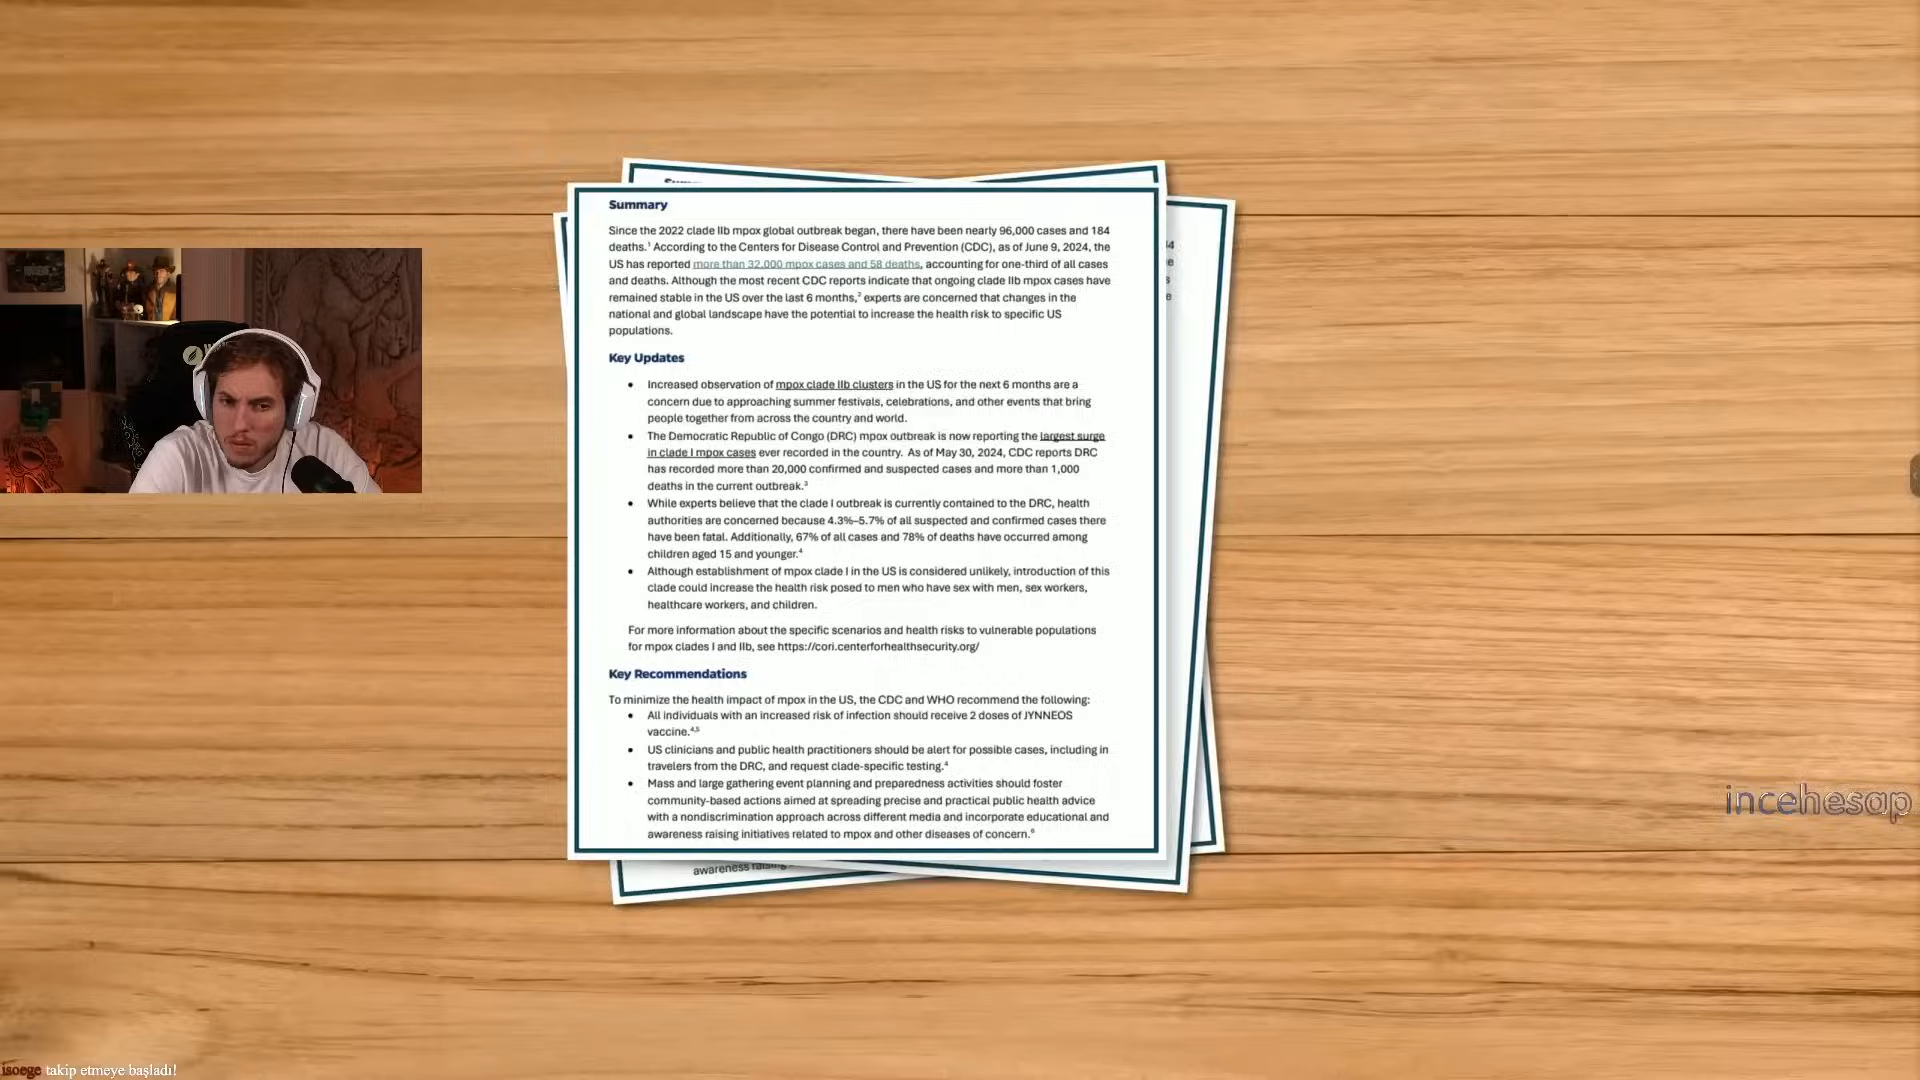 Summary
Since the 2022 clade IIb mpox global outbreak began, there have been nearly 96,000 cases and 184
deaths.¹ According to the Centers for Disease Control and Prevention (CDC), as of June 9, 2024, the
US has reported more than 32,000 mpox cases and 58 deaths, accounting for one-third of all cases
and deaths. Although the most recent CDC reports indicate that ongoing clade IIb mpox cases have
remained stable in the US over the last 6 months,² experts are concerned that changes in the
national and global landscape have the potential to increase the health risk to specific US
populations.
Key Updates
• Increased observation of mpox clade IIb clusters in the US for the next 6 months are a
concern due to approaching summer festivals, celebrations, and other events that bring
people together from across the country and world.
• The Democratic Republic of Congo (DRC) mpox outbreak is now reporting the largest surge
in clade I mpox cases ever recorded in the country. As of May 30, 2024, CDC reports DRC
has recorded more than 20,000 confirmed and suspected cases and more than 1,000
deaths in the current outbreak.³
• While experts believe that the clade I outbreak is currently contained to the DRC, health
authorities are concerned because 4.3%–5.7% of all suspected and confirmed cases there
have been fatal. Additionally, 67% of all cases and 78% of deaths have occurred among
children aged 15 and younger.⁴
• Although establishment of mpox clade I in the US is considered unlikely, introduction of this
clade could increase the health risk posed to men who have sex with men, sex workers,
healthcare workers, and children.
For more information about the specific scenarios and health risks to vulnerable populations
for mpox clades I and IIb, see https://cori.centerforhealthsecurity.org/
Key Recommendations
To minimize the health impact of mpox in the US, the CDC and WHO recommend the following:
• All individuals with an increased risk of infection should receive 2 doses of JYNNEOS
vaccine.⁴,⁵
• US clinicians and public health practitioners should be alert for possible cases, including in
travelers from the DRC, and request clade-specific testing.⁴
• Mass and large gathering event planning and preparedness activities should foster
community-based actions aimed at spreading precise and practical public health advice
with a nondiscrimination approach across different media and incorporate educational and
awareness raising initiatives related to mpox and other diseases of concern.⁶
awareness
incehesap
isoege takip etmeye başladı!